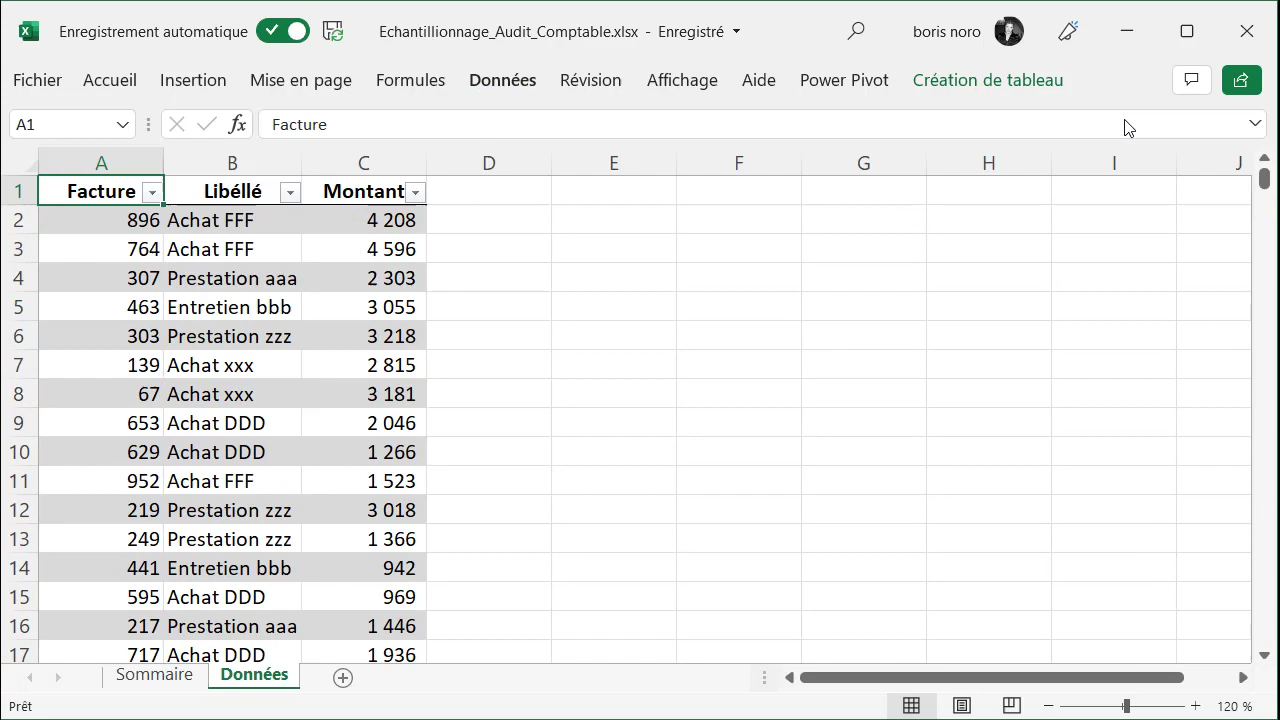 Enregistrement automatique
Echantillionnage_Audit_Comptable.xlsx - Enregistré
boris noro
Fichier Accueil Insertion Mise en page Formules Données Révision Affichage Aide Power Pivot Création de tableau
A1 fx Facture
A B C D E F G H I J
1 Facture Libéllé Montant
2 896 Achat FFF 4 208
3 764 Achat FFF 4 596
4 307 Prestation aaa 2 303
5 463 Entretien bbb 3 055
6 303 Prestation zzz 3 218
7 139 Achat xxx 2 815
8 67 Achat xxx 3 181
9 653 Achat DDD 2 046
10 629 Achat DDD 1 266
11 952 Achat FFF 1 523
12 219 Prestation zzz 3 018
13 249 Prestation zzz 1 366
14 441 Entretien bbb 942
15 595 Achat DDD 969
16 217 Prestation aaa 1 446
17 717 Achat DDD 1 936
Sommaire Données
Prêt 120 %